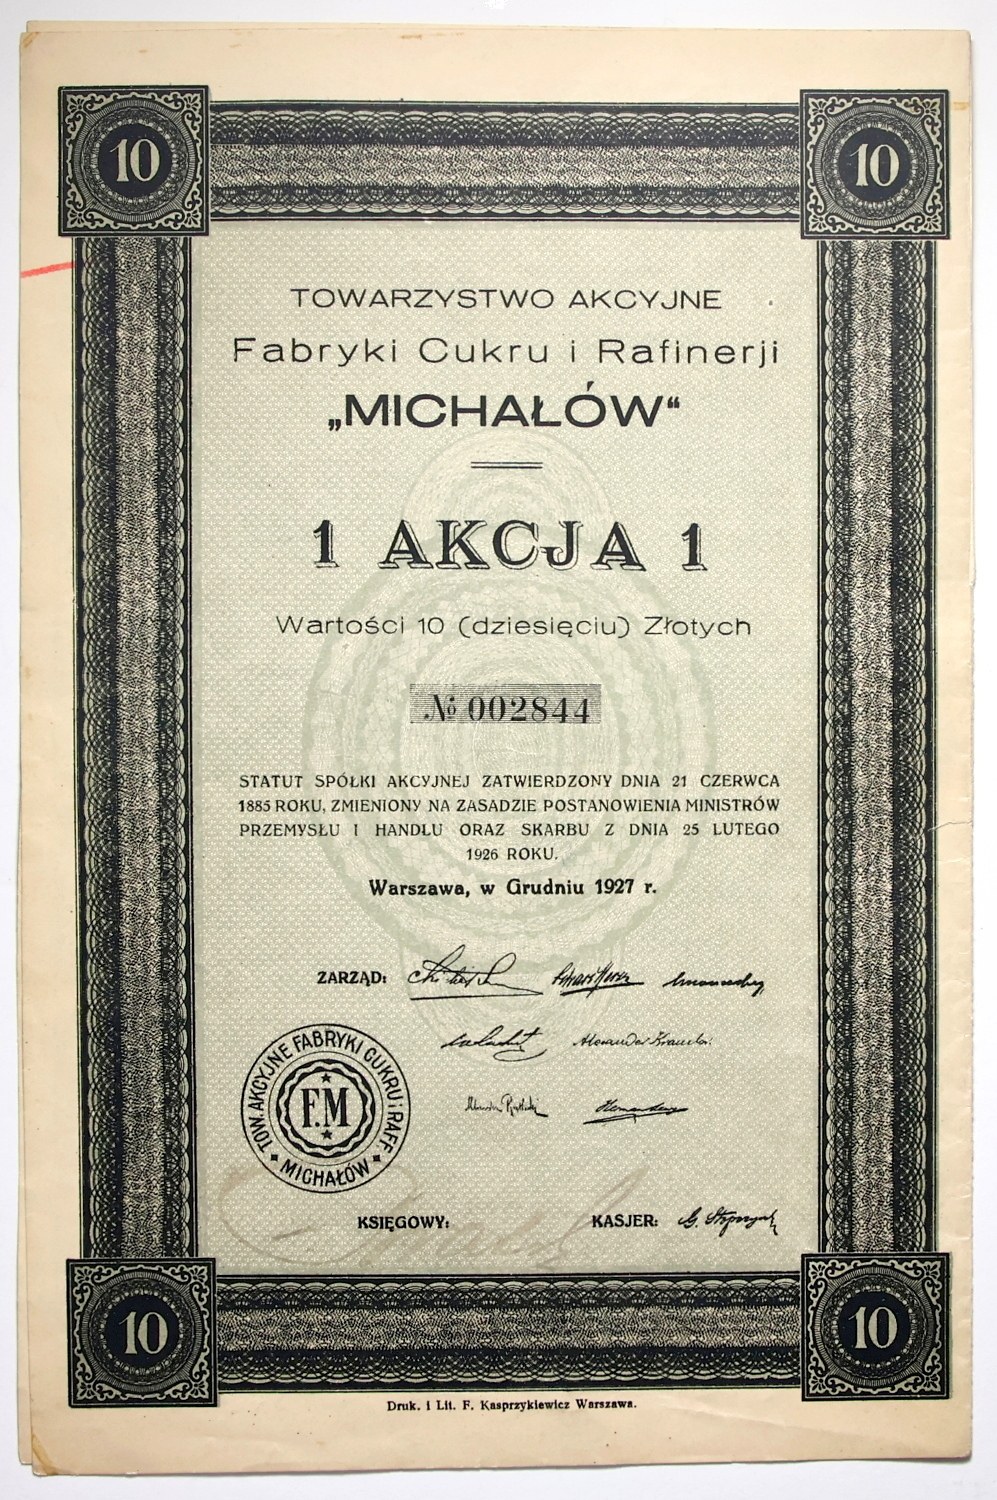 10 10
TOWARZYSTWO AKCYJNE
Fabryki Cukru i Rafinerji
„MICHAŁÓW“
1 AKCJA 1
Wartości 10 (dziesięciu) Złotych
№ 002844
STATUT SPÓŁKI AKCYJNEJ ZATWIERDZONY DNIA 21 CZERWCA
1885 ROKU, ZMIENIONY NA ZASADZIE POSTANOWIENIA MINISTRÓW
PRZEMYSŁU I HANDLU ORAZ SKARBU Z DNIA 25 LUTEGO
1926 ROKU.
Warszawa, w Grudniu 1927 r.
ZARZĄD:
TOW. AKCYJNE FABRYKI CUKRU i RAFF.
F.M
MICHAŁÓW
KSIĘGOWY: KASJER:
10 10
Druk. i Lit. F. Kasprzykiewicz Warszawa.